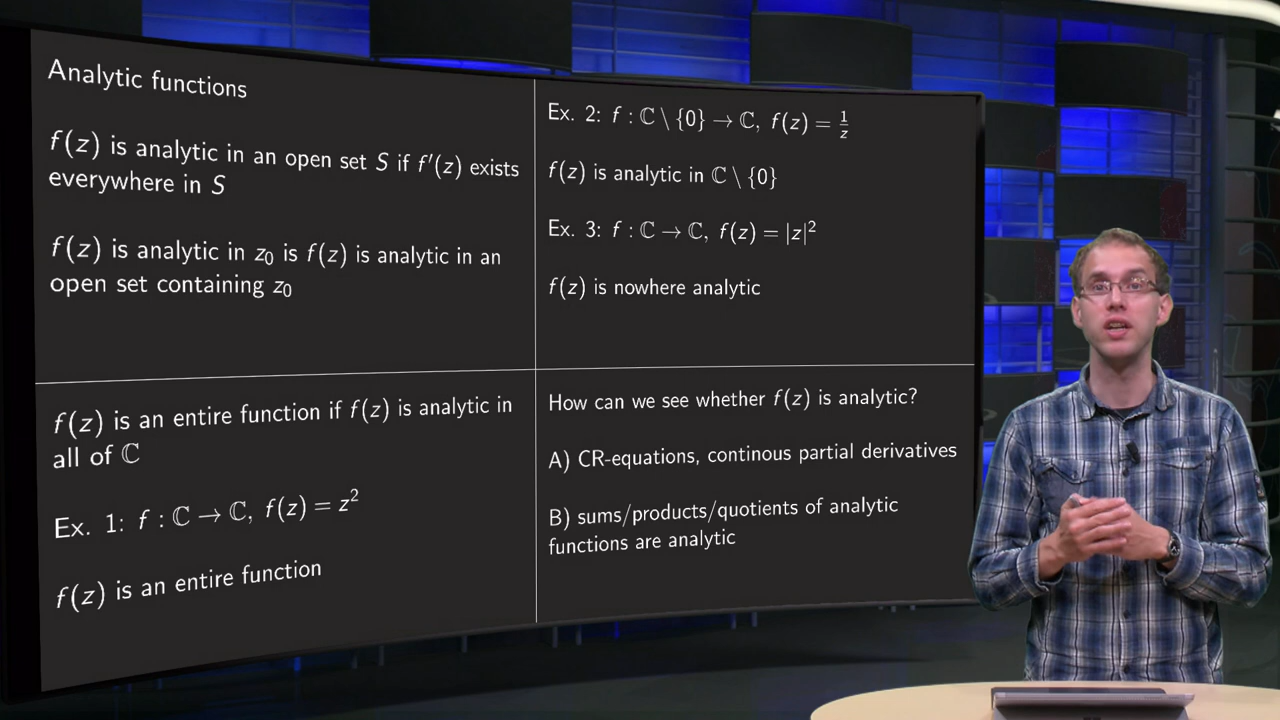 Analytic functions
f(z) is analytic in an open set S if f′(z) exists
everywhere in S
f(z) is analytic in z₀ is f(z) is analytic in an
open set containing z₀
Ex. 2: f : ℂ \ {0} → ℂ, f(z) = 1/z
f(z) is analytic in ℂ \ {0}
Ex. 3: f : ℂ → ℂ, f(z) = |z|²
f(z) is nowhere analytic
f(z) is an entire function if f(z) is analytic in
all of ℂ
Ex. 1: f : ℂ → ℂ, f(z) = z²
f(z) is an entire function
How can we see whether f(z) is analytic?
A) CR-equations, continous partial derivatives
B) sums/products/quotients of analytic
functions are analytic